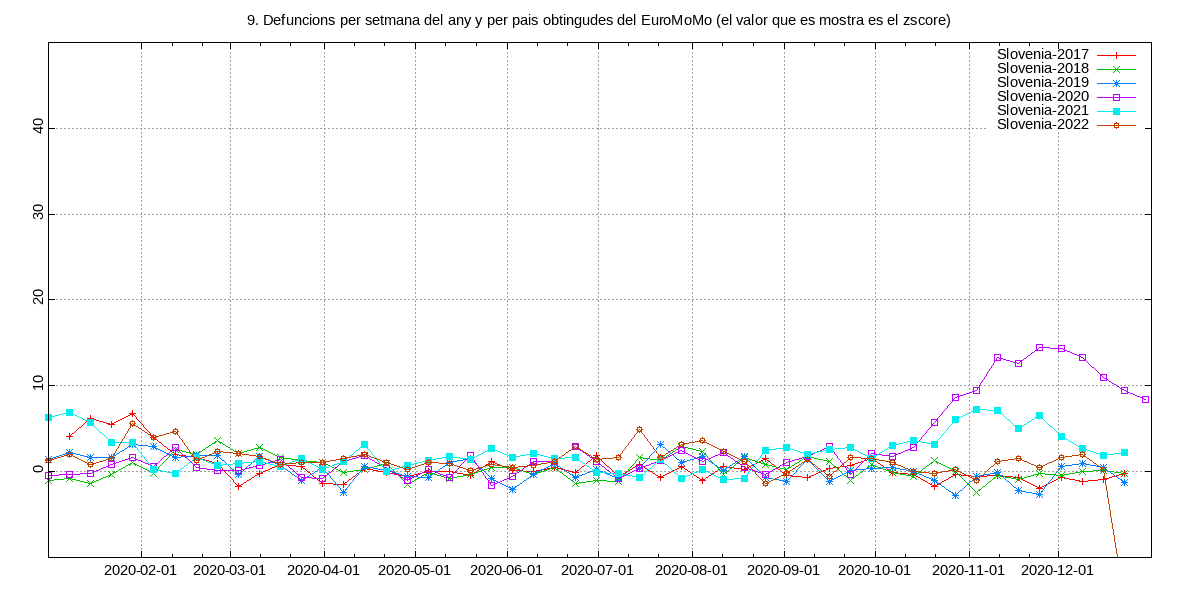 9. Defuncions per setmana del any y per pais obtingudes del EuroMoMo (el valor que es mostra es el zscore)
Slovenia-2017
Slovenia-2018
Slovenia-2019
Slovenia-2020
Slovenia-2021
Slovenia-2022
40
30
20
10
0
2020-02-01 2020-03-01 2020-04-01 2020-05-01 2020-06-01 2020-07-01 2020-08-01 2020-09-01 2020-10-01 2020-11-01 2020-12-01